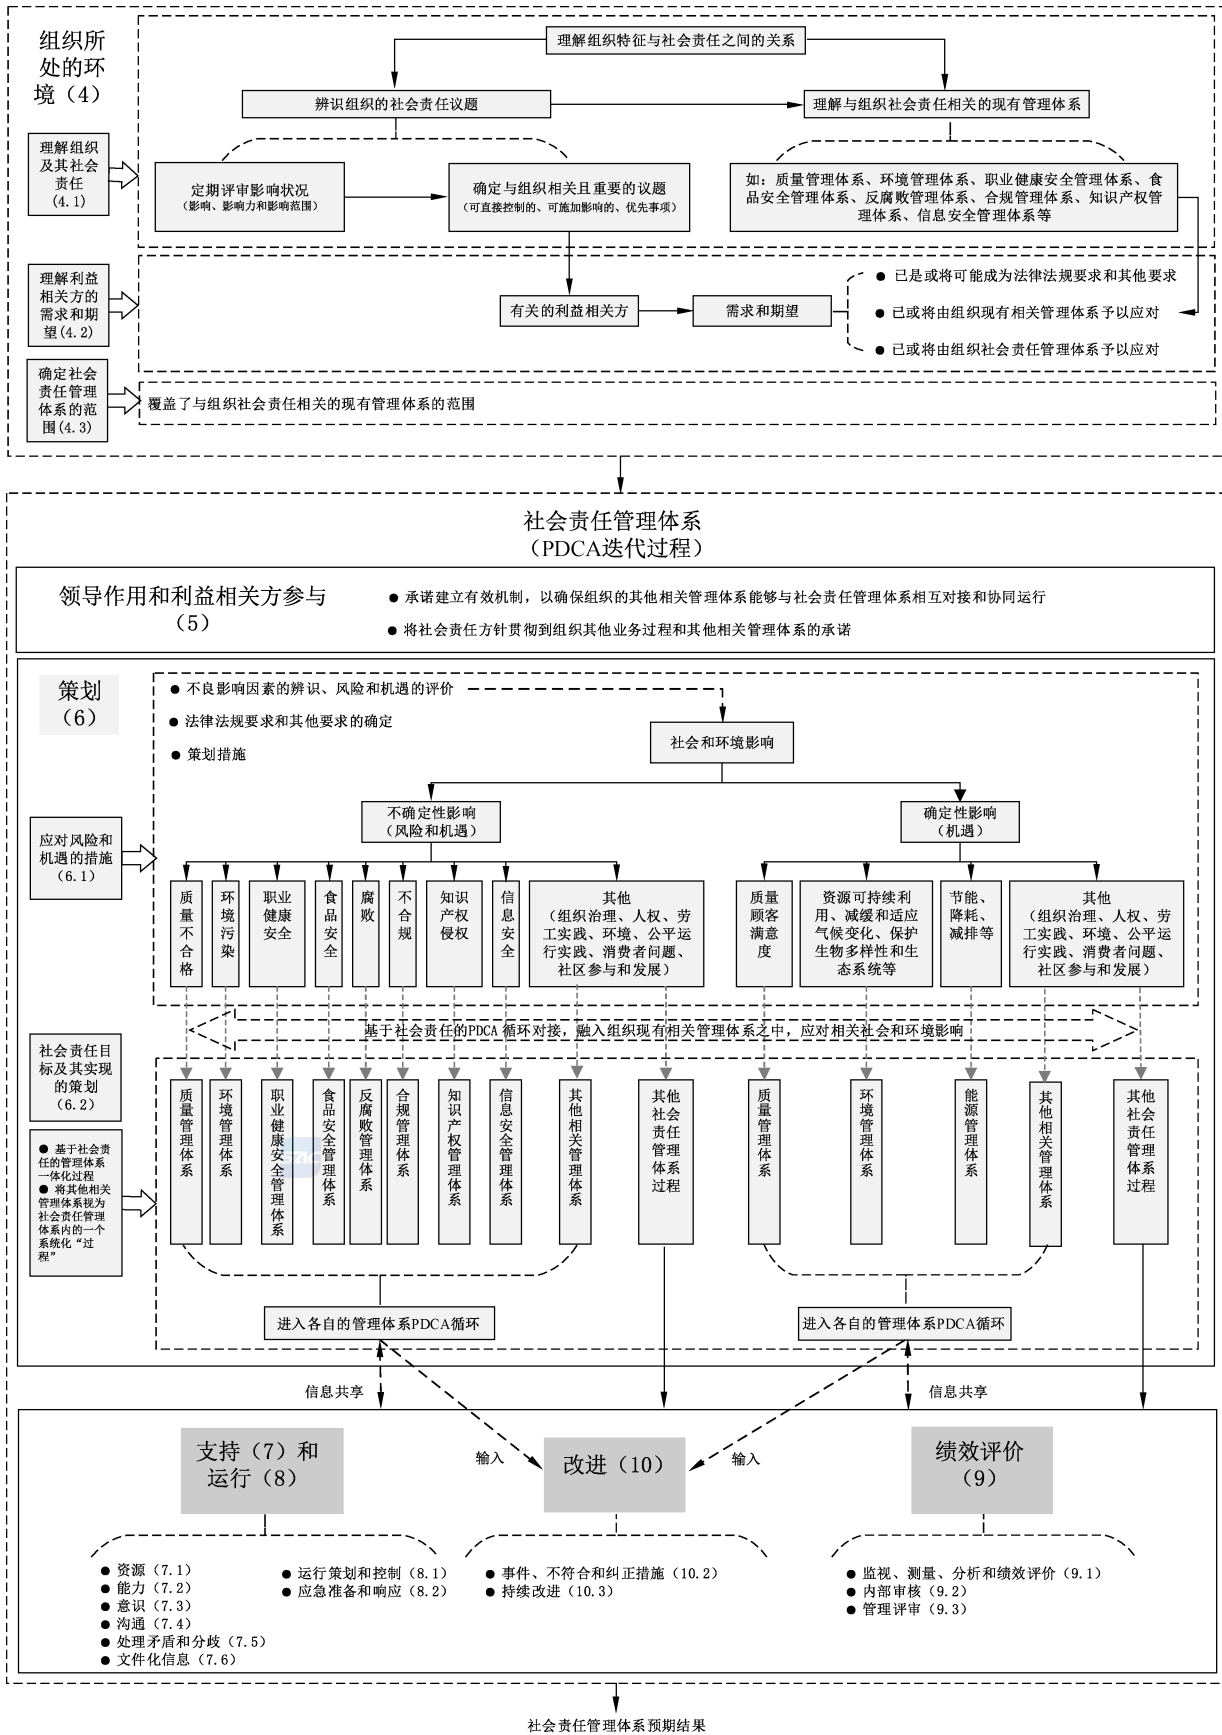 组织所
处的环
境（4）
理解组织特征与社会责任之间的关系
辨识组织的社会责任议题
理解与组织社会责任相关的现有管理体系
理解组织
及其社会
责任
(4.1)
定期评审影响状况
（影响、影响力和影响范围）
确定与组织相关且重要的议题
（可直接控制的、可施加影响的、优先事项）
如：质量管理体系、环境管理体系、职业健康安全管理体系、食
品安全管理体系、反腐败管理体系、合规管理体系、知识产权管
理体系、信息安全管理体系等
理解利益
相关方的
需求和期
望(4.2)
有关的利益相关方
需求和期望
● 已是或将可能成为法律法规要求和其他要求
● 已或将由组织现有相关管理体系予以应对
● 已或将由组织社会责任管理体系予以应对
确定社会
责任管理
体系的范
围(4.3)
覆盖了与组织社会责任相关的现有管理体系的范围
社会责任管理体系
（PDCA迭代过程）
领导作用和利益相关方参与
（5）
● 承诺建立有效机制，以确保组织的其他相关管理体系能够与社会责任管理体系相互对接和协同运行
● 将社会责任方针贯彻到组织其他业务过程和其他相关管理体系的承诺
策划
（6）
● 不良影响因素的辨识、风险和机遇的评价
● 法律法规要求和其他要求的确定
● 策划措施
社会和环境影响
不确定性影响
（风险和机遇）
确定性影响
（机遇）
应对风险和
机遇的措施
(6.1)
质量不合格
环境污染
职业
健康
安全
食品安全
腐败
不合规
知识
产权
侵权
信息安全
其他
（组织治理、人权、劳
工实践、环境、公平运
行实践、消费者问题、
社区参与和发展）
质量
顾客
满意
度
资源可持续利
用、减缓和适应
气候变化、保护
生物多样性和生
态系统等
节能、
降耗、
减排等
其他
（组织治理、人权、劳
工实践、环境、公平运
行实践、消费者问题、
社区参与和发展）
基于社会责任的PDCA 循环对接，融入组织现有相关管理体系之中，应对相关社会和环境影响
社会责任目
标及其实现
的策划
(6.2)
● 基于社会责
任的管理体系
一体化过程
● 将其他相关
管理体系视为
社会责任管理
体系内的一个
系统化“过
程”
质量管理体系
环境管理体系
职业健康安全管理体系
食品安全管理体系
反腐败管理体系
合规管理体系
知识产权管理体系
信息安全管理体系
其他相关管理体系
其他
社会
责任
管理
体系
过程
质量管理体系
环境管理体系
能源管理体系
其他相关管理体系
其他
社会
责任
管理
体系
过程
进入各自的管理体系PDCA循环
进入各自的管理体系PDCA循环
信息共享
信息共享
支持（7）和
运行（8）
输入
改进（10）
输入
绩效评价
（9）
● 资源（7.1）
● 能力（7.2）
● 意识（7.3）
● 沟通（7.4）
● 处理矛盾和分歧（7.5）
● 文件化信息（7.6）
● 运行策划和控制（8.1）
● 应急准备和响应（8.2）
● 事件、不符合和纠正措施（10.2）
● 持续改进（10.3）
● 监视、测量、分析和绩效评价（9.1）
● 内部审核（9.2）
● 管理评审（9.3）
社会责任管理体系预期结果